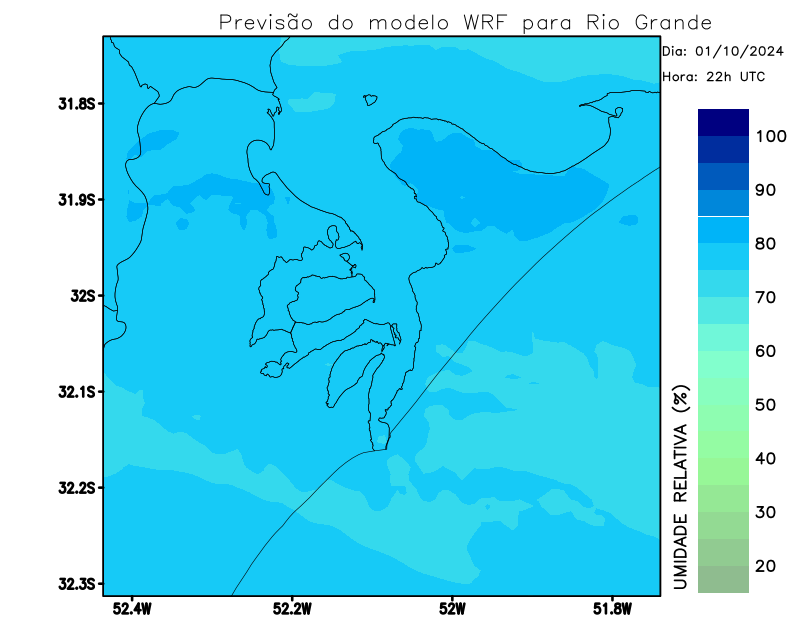 Previsão do modelo WRF para Rio Grande
Dia: 01/10/2024
Hora: 22h UTC
31.8S
31.9S
32S
32.1S
32.2S
32.3S
52.4W
52.2W
52W
51.8W
100
90
80
70
60
50
40
30
20
UMIDADE RELATIVA (%)